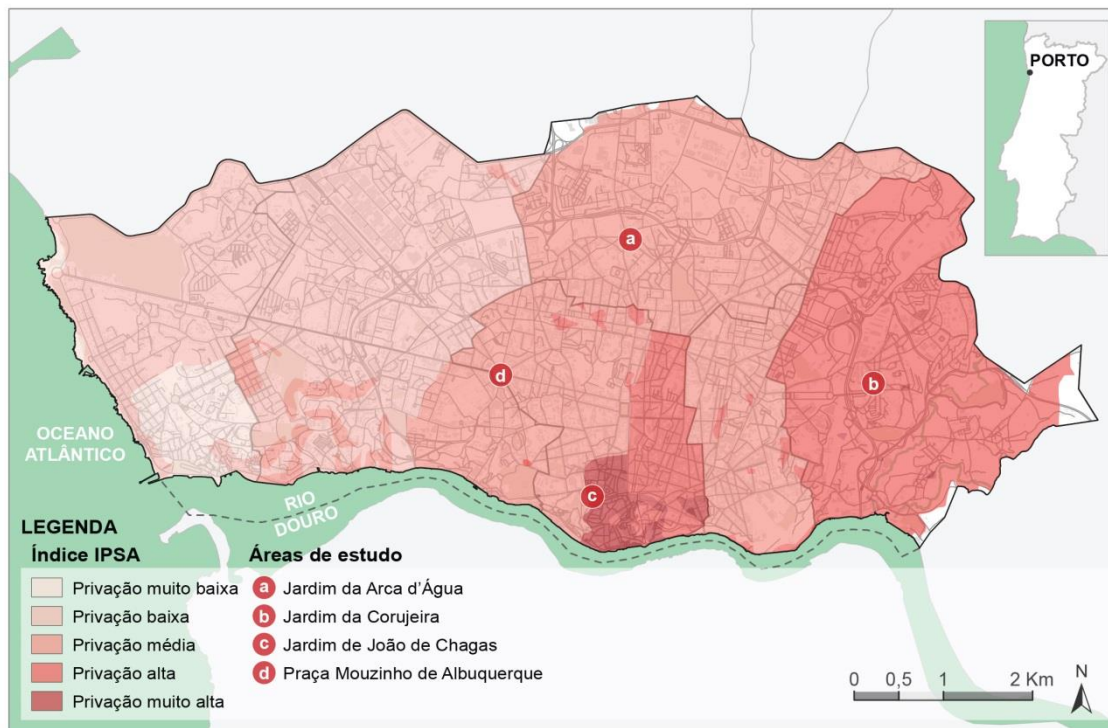 PORTO
a
b
d
c
OCEANO
ATLÂNTICO
RIO
DOURO
LEGENDA
Índice IPSA
Privação muito baixa
Privação baixa
Privação média
Privação alta
Privação muito alta
Áreas de estudo
a Jardim da Arca d'Água
b Jardim da Corujeira
c Jardim de João de Chagas
d Praça Mouzinho de Albuquerque
0 0,5 1 2 Km
N